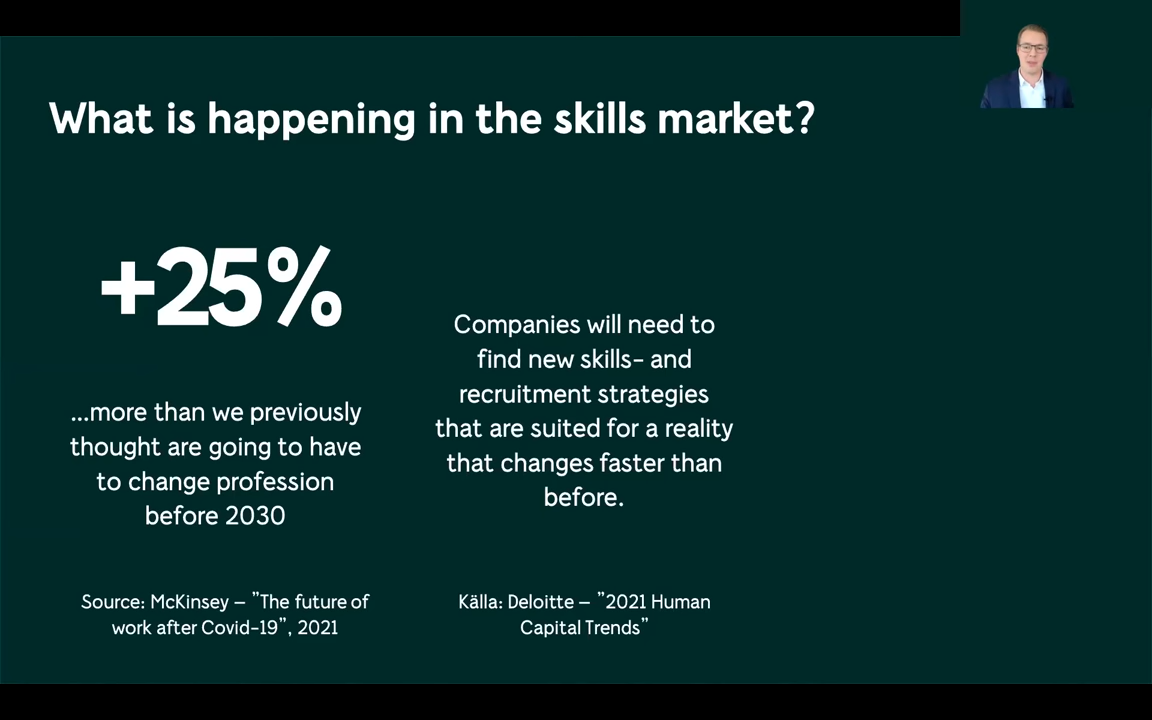 What is happening in the skills market?
+25%
...more than we previously
thought are going to have
to change profession
before 2030
Source: McKinsey – ”The future of
work after Covid-19”, 2021
Companies will need to
find new skills- and
recruitment strategies
that are suited for a reality
that changes faster than
before.
Källa: Deloitte – ”2021 Human
Capital Trends”